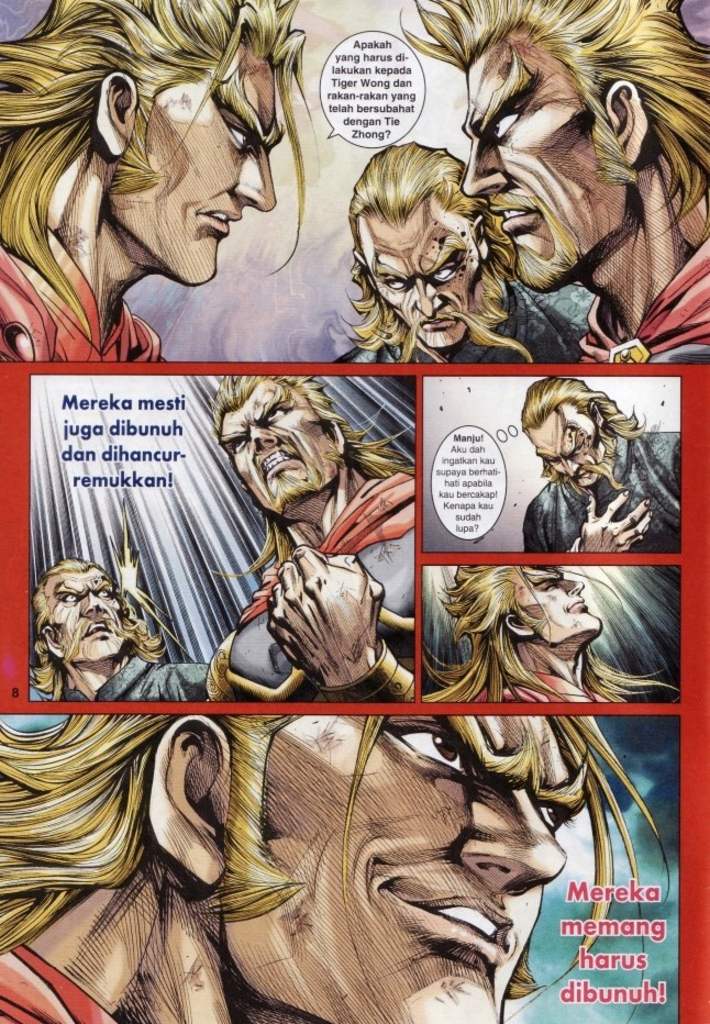 Apakah
yang harus di-
lakukan kepada
Tiger Wong dan
rakan-rakan yang
telah bersubahat
dengan Tie
Zhong?
Mereka mesti
juga dibunuh
dan dihancur-
remukkan!
Manju!
Aku dah
ingatkan kau
supaya berhati-
hati apabila
kau bercakap!
Kenapa kau
sudah
lupa?
8
Mereka
memang
harus
dibunuh!